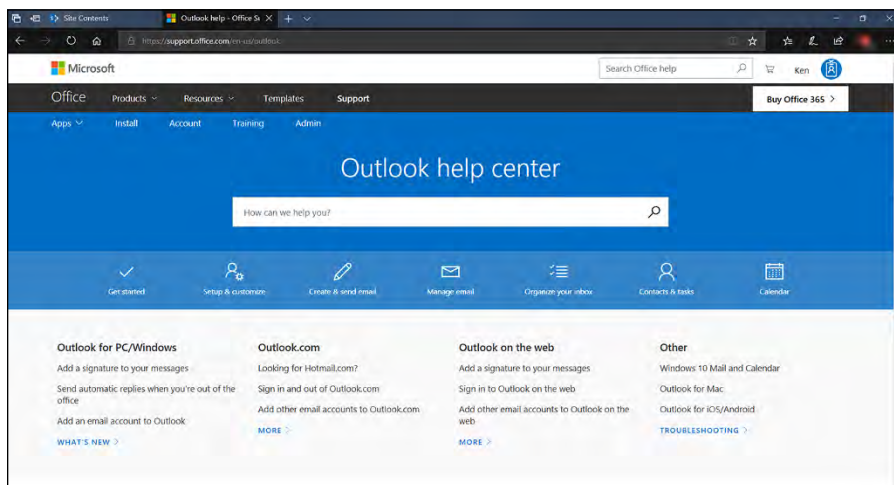 Site Contents
Outlook help - Office Su
https://support.office.com/en-us/outlook
Microsoft
Search Office help
Ken
Office Products Resources Templates Support
Buy Office 365 >
Apps Install Account Training Admin
Outlook help center
How can we help you?
Get started Setup & customize Create & send email Manage email Organize your inbox Contacts & tasks Calendar
Outlook for PC/Windows
Add a signature to your messages
Send automatic replies when you're out of the
office
Add an email account to Outlook
WHAT'S NEW >
Outlook.com
Looking for Hotmail.com?
Sign in and out of Outlook.com
Add other email accounts to Outlook.com
MORE >
Outlook on the web
Add a signature to your messages
Sign in to Outlook on the web
Add other email accounts to Outlook on the
web
MORE >
Other
Windows 10 Mail and Calendar
Outlook for Mac
Outlook for iOS/Android
TROUBLESHOOTING >